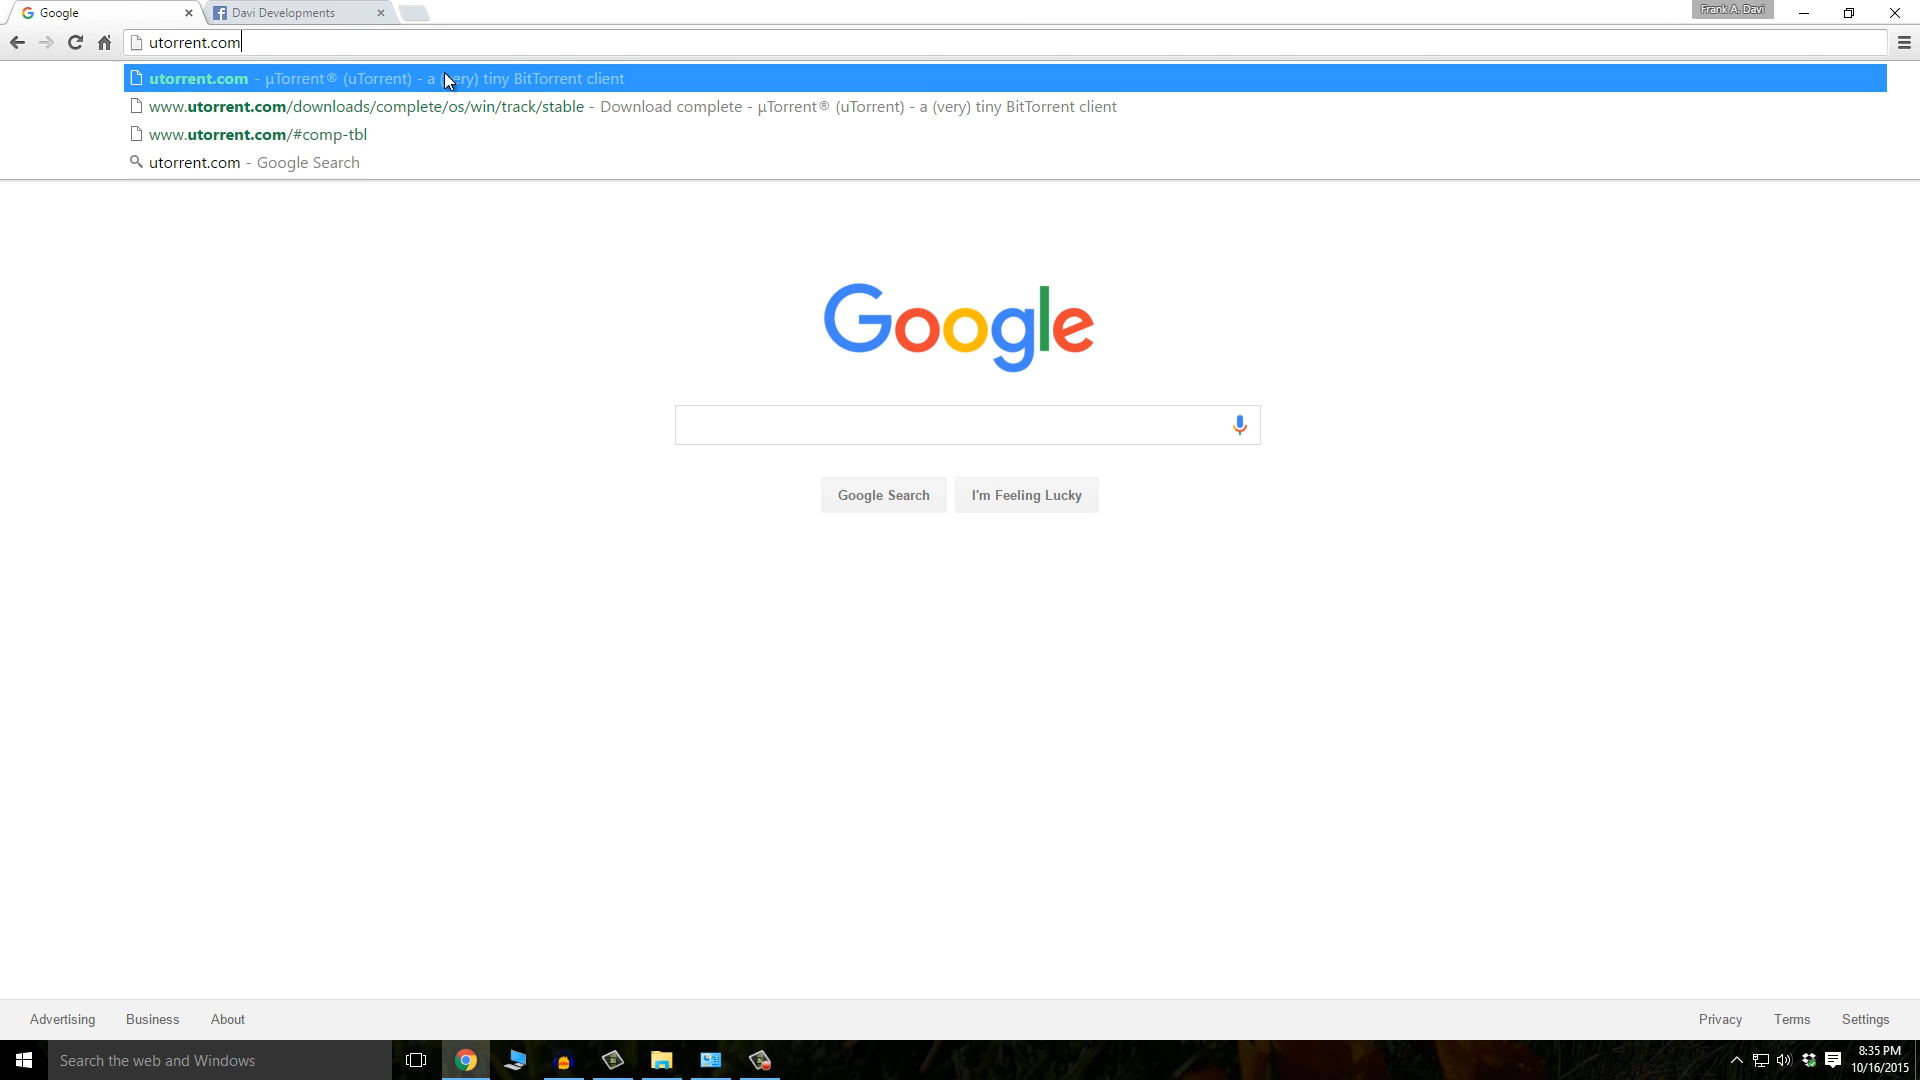 Google
Davi Developments
Frank A. Davi
utorrent.com
utorrent.com - µTorrent® (uTorrent) - a (very) tiny BitTorrent client
www.utorrent.com/downloads/complete/os/win/track/stable - Download complete - µTorrent® (uTorrent) - a (very) tiny BitTorrent client
www.utorrent.com/#comp-tbl
utorrent.com - Google Search
Google
Google Search
I'm Feeling Lucky
Advertising
Business
About
Privacy
Terms
Settings
Search the web and Windows
8:35 PM
10/16/2015